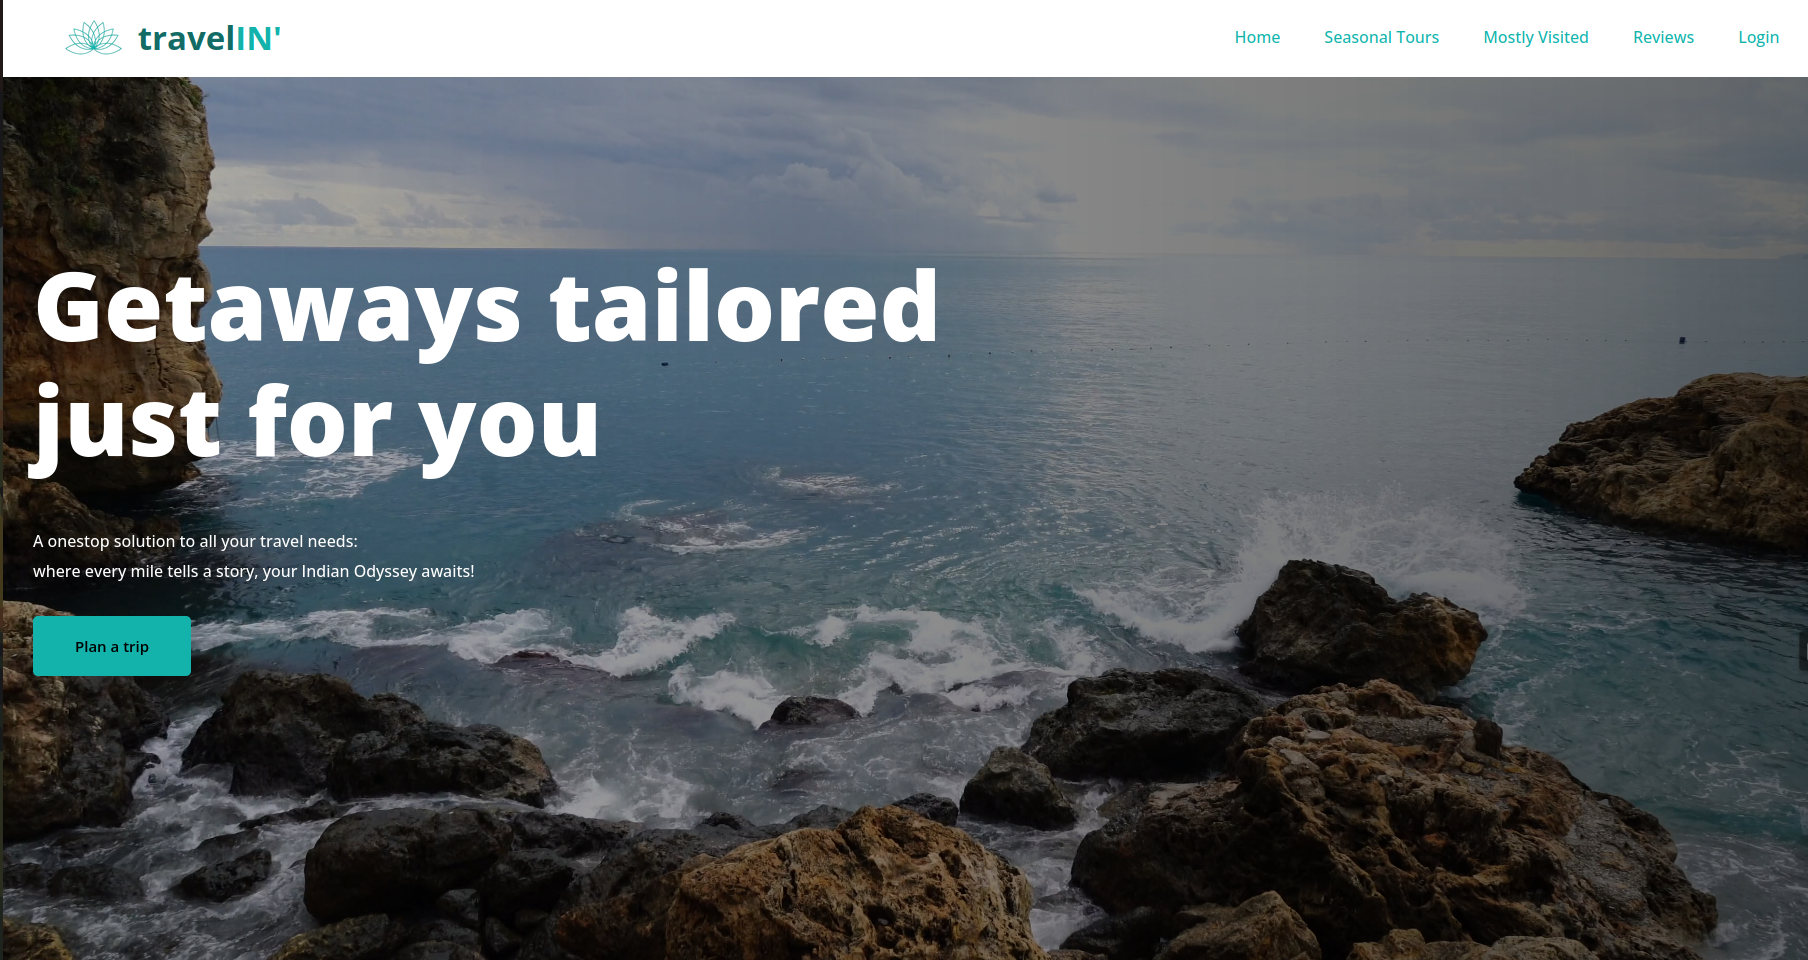 travelIN'
Home
Seasonal Tours
Mostly Visited
Reviews
Login
Getaways tailored
just for you
A onestop solution to all your travel needs:
where every mile tells a story, your Indian Odyssey awaits!
Plan a trip